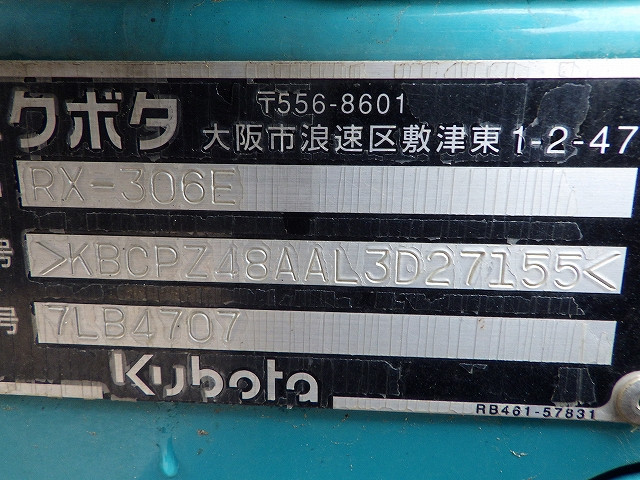 クボタ
〒556-8601
大阪市浪速区敷津東1-2-47
RX-306E
号 >KBCPZ48AAL3D27155<
号 7LB4707
Kubota
RB461-57831